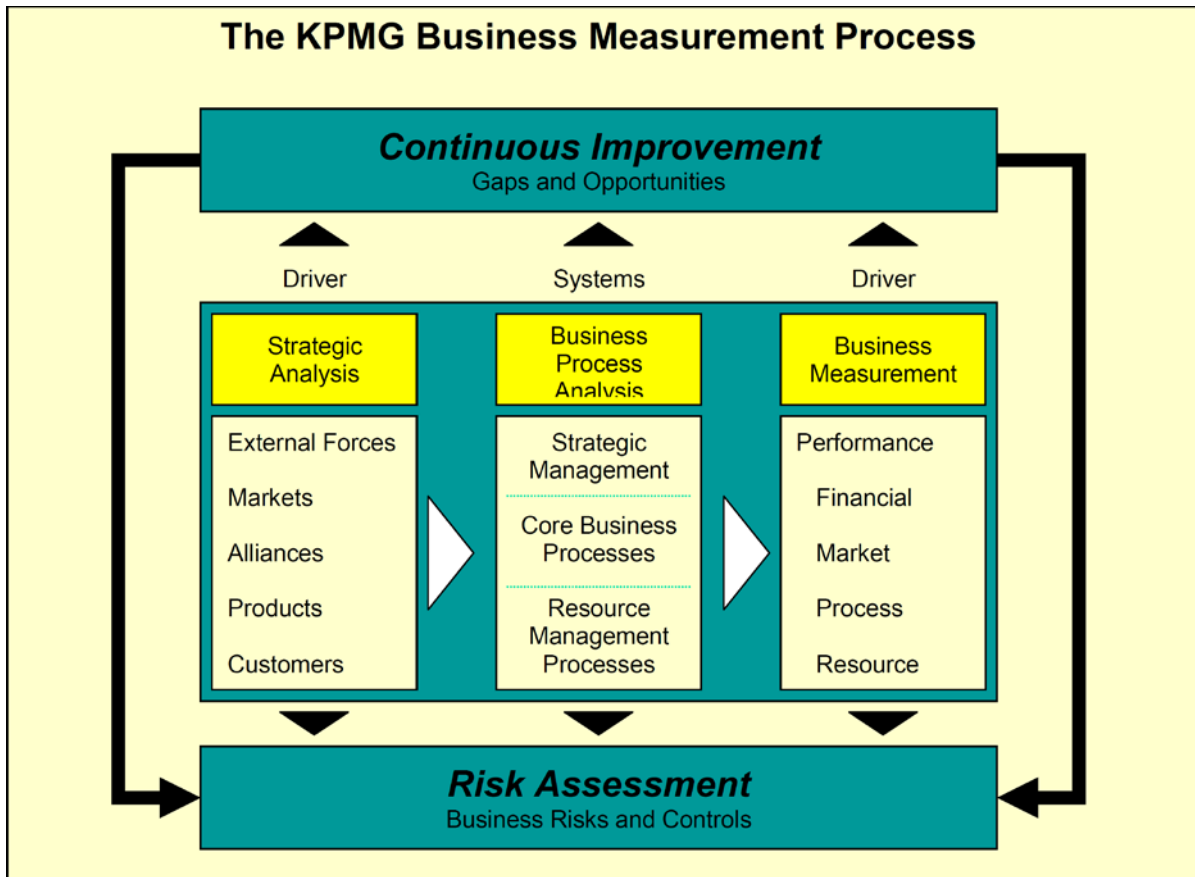 The KPMG Business Measurement Process
Continuous Improvement
Gaps and Opportunities
Driver
Systems
Driver
Strategic
Analysis
Business
Process
Analysis
Business
Measurement
External Forces
Markets
Alliances
Products
Customers
Strategic
Management
Core Business
Processes
Resource
Management
Processes
Performance
Financial
Market
Process
Resource
Risk Assessment
Business Risks and Controls